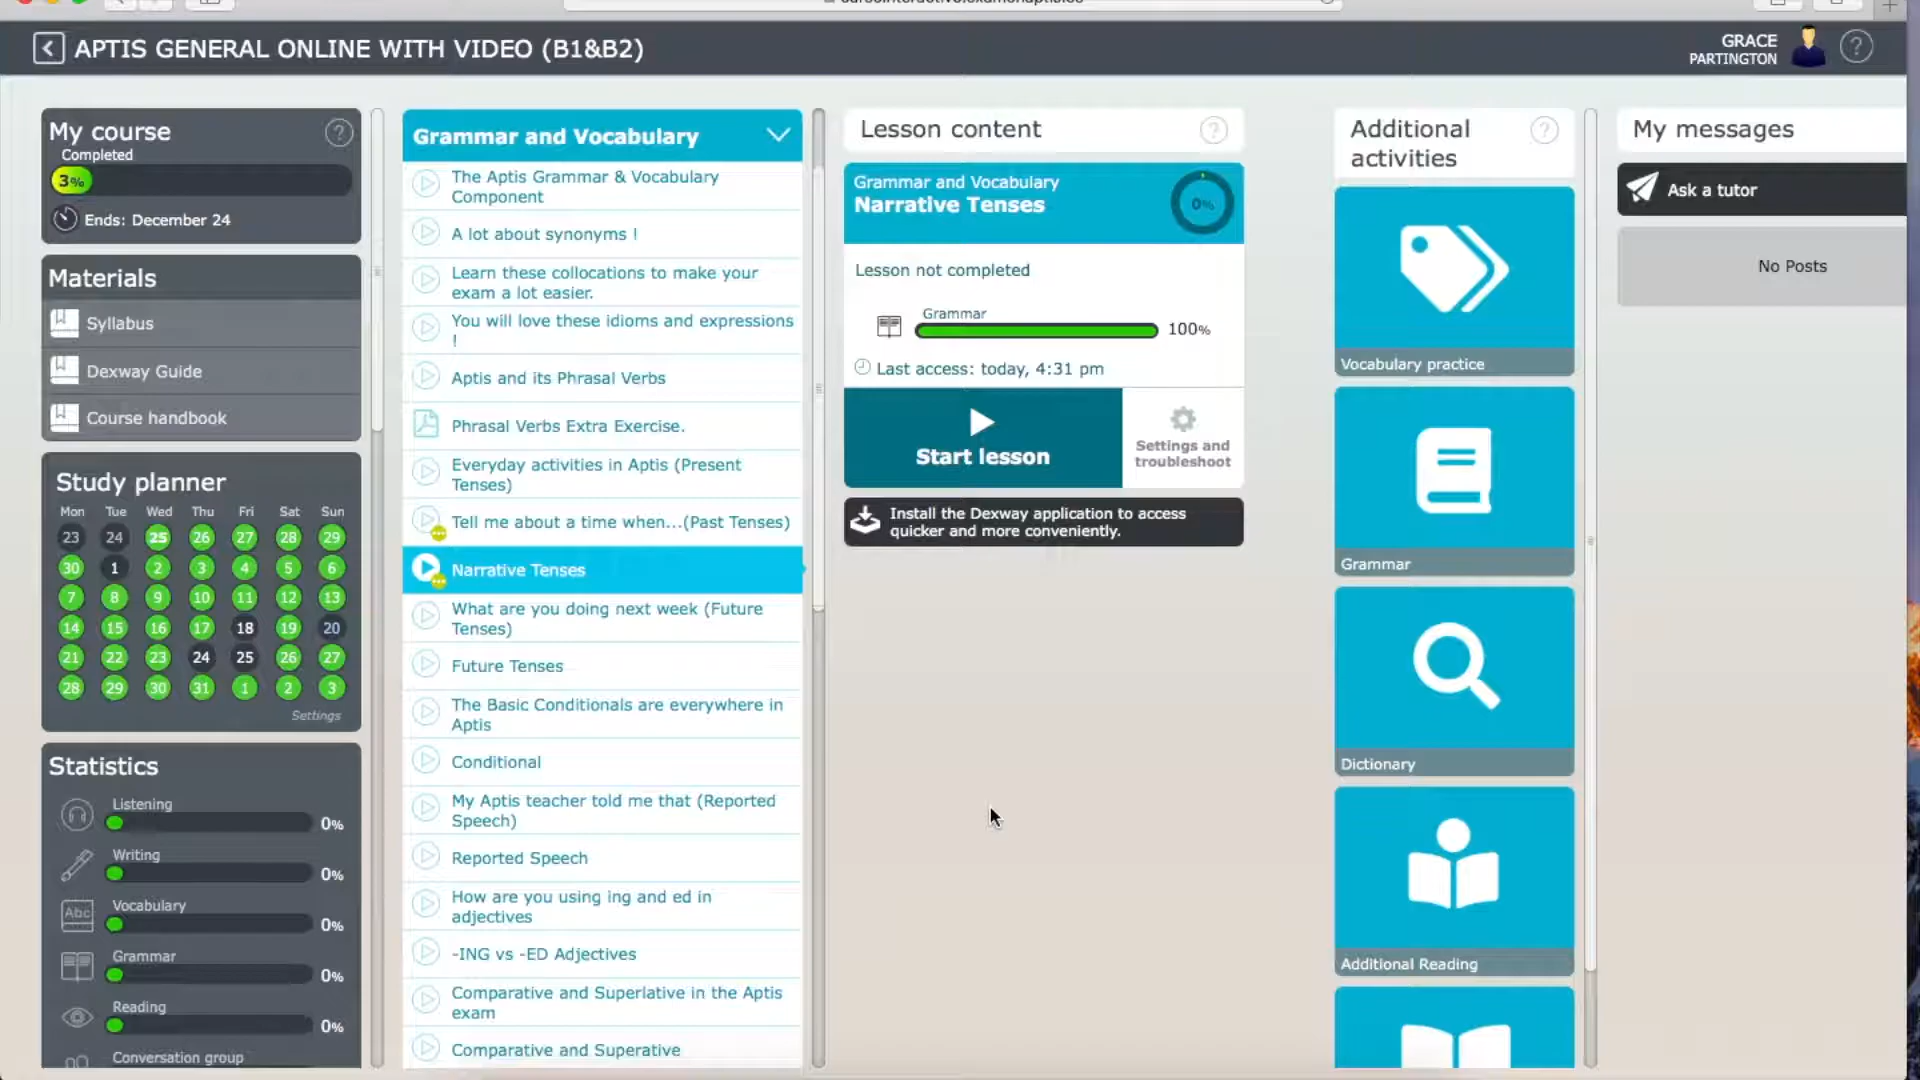 APTIS GENERAL ONLINE WITH VIDEO (B1&B2)
GRACE
PARTINGTON
?
My course
?
Completed
3%
Ends: December 24
Materials
Syllabus
Dexway Guide
Course handbook
Study planner
Mon Tue Wed Thu Fri Sat Sun
23 24 25 26 27 28 29
30 1 2 3 4 5 6
7 8 9 10 11 12 13
14 15 16 17 18 19 20
21 22 23 24 25 26 27
28 29 30 31 1 2 3
Settings
Statistics
Listening
0%
Writing
0%
Abc
Vocabulary
0%
Grammar
0%
Reading
0%
Conversation group
Grammar and Vocabulary
The Aptis Grammar & Vocabulary
Component
A lot about synonyms !
Learn these collocations to make your
exam a lot easier.
You will love these idioms and expressions
!
Aptis and its Phrasal Verbs
Phrasal Verbs Extra Exercise.
Everyday activities in Aptis (Present
Tenses)
Tell me about a time when...(Past Tenses)
Narrative Tenses
What are you doing next week (Future
Tenses)
Future Tenses
The Basic Conditionals are everywhere in
Aptis
Conditional
My Aptis teacher told me that (Reported
Speech)
Reported Speech
How are you using ing and ed in
adjectives
-ING vs -ED Adjectives
Comparative and Superlative in the Aptis
exam
Comparative and Superative
Lesson content
?
Grammar and Vocabulary
Narrative Tenses
0%
Lesson not completed
Grammar
100%
Last access: today, 4:31 pm
Start lesson
Settings and
troubleshoot
Install the Dexway application to access
quicker and more conveniently.
Additional
activities
?
Vocabulary practice
Grammar
Dictionary
Additional Reading
My messages
Ask a tutor
No Posts